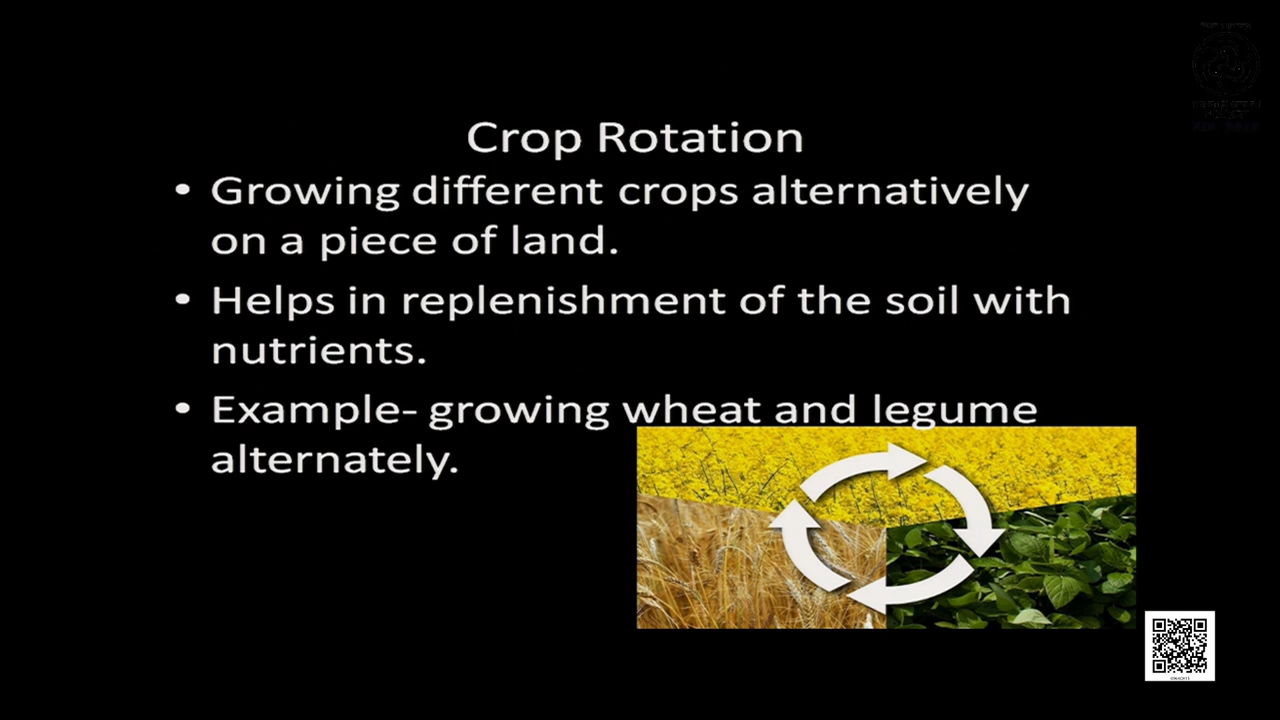 Crop Rotation
• Growing different crops alternatively
on a piece of land.
• Helps in replenishment of the soil with
nutrients.
• Example- growing wheat and legume
alternately.